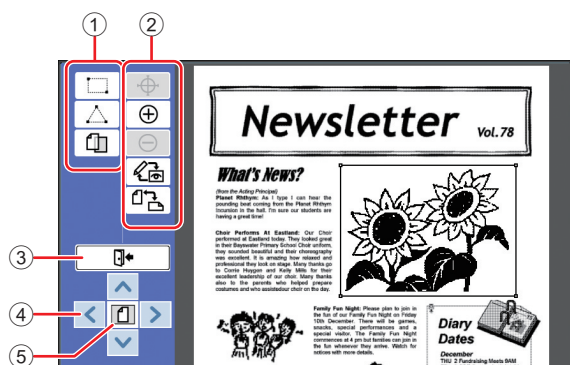 1
2
3
4
5
Newsletter Vol.78
What's News?
(from the Acting Principal)
Planet Rhthym: As I type I can hear the
pounding beat coming from the Planet Rhthym
incursion in the hall. I'm sure our students are
having a great time!
Choir Performs At Eastland: Our Choir
performed at Eastland today. They looked great
in their Bayswater Primary School Choir uniform,
they sounded beautiful and their choreography
was excellent. It is amazing how relaxed and
professional they look on stage. Many thanks go
to Corrie Huygen and Kelly Mills for their
excellent leadership of our choir. Many thanks
also to the parents who helped prepare
costumes and who assistedour choir on the day.
Family Fun Night: Please plan to join in
the fun of our Family Fun Night on Friday
10th December. There will be games,
snacks, special performances and a
special visitor. The Family Fun Night
commences at 4 pm but families can join in
the fun whenever they arrive. Watch for
notices with more details.
Diary
Dates
December
THU 2 Fundraising Meets 9AM